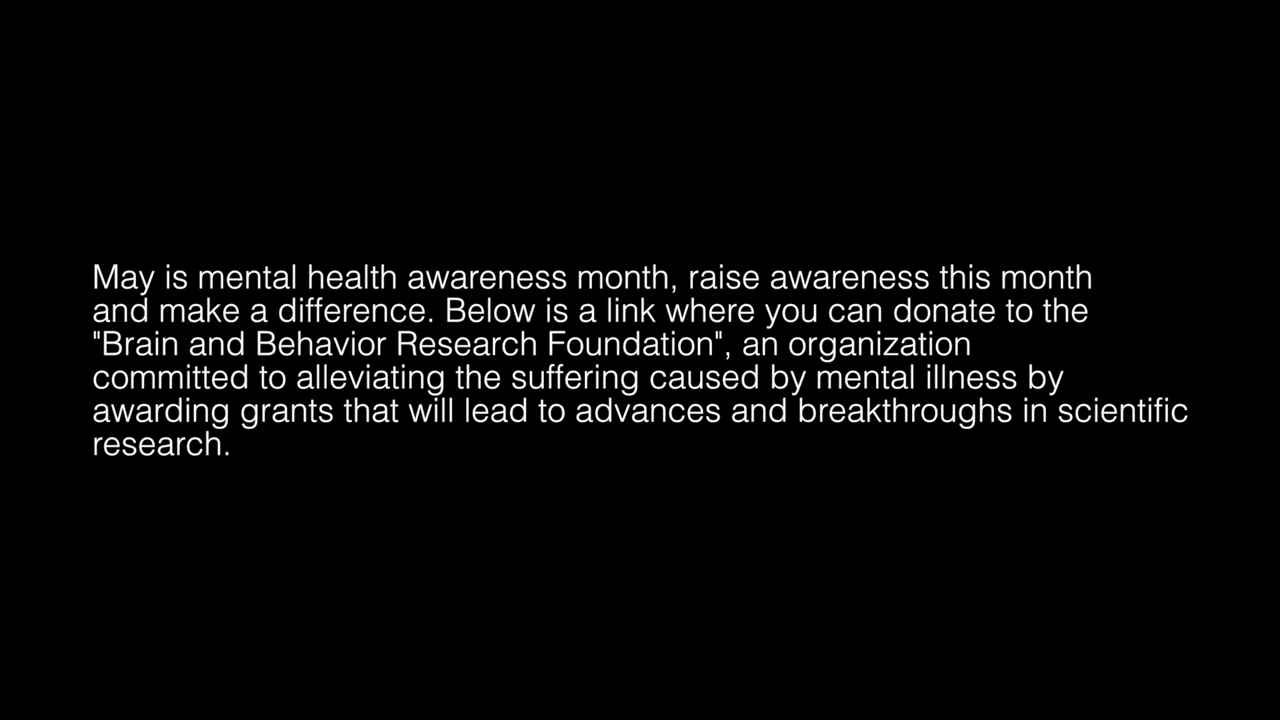 May is mental health awareness month, raise awareness this month
and make a difference. Below is a link where you can donate to the
"Brain and Behavior Research Foundation", an organization
committed to alleviating the suffering caused by mental illness by
awarding grants that will lead to advances and breakthroughs in scientific
research.